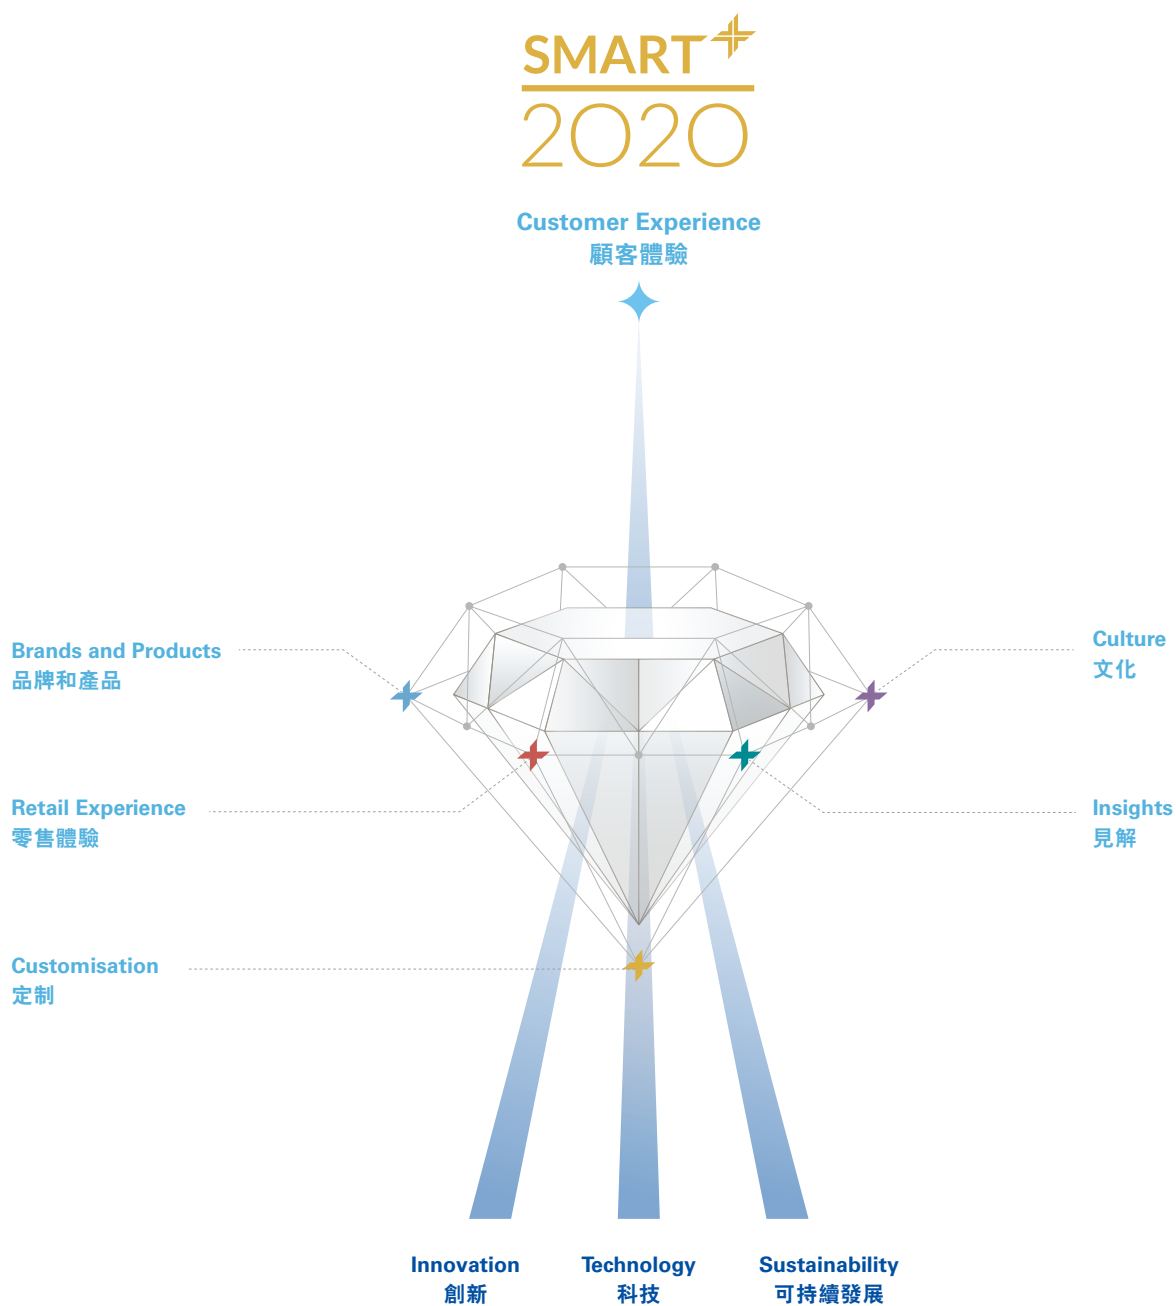 SMART+
2020
Customer Experience
顧客體驗
Brands and Products
品牌和產品
Culture
文化
Retail Experience
零售體驗
Insights
見解
Customisation
定制
Innovation
創新
Technology
科技
Sustainability
可持續發展